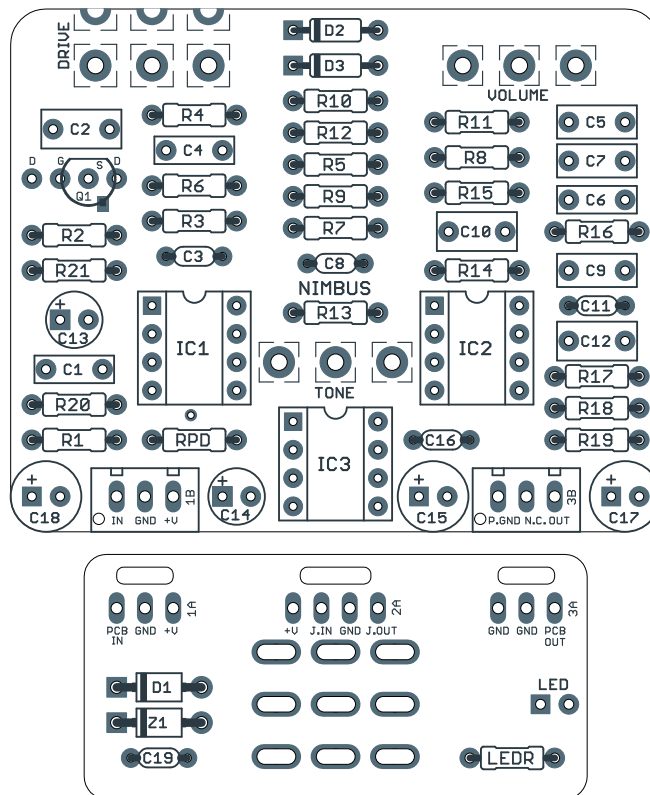 DRIVE
D2
D3
VOLUME
R10
R4
R11
C5
C2
R12
C4
R8
C7
D G S D
Q1
R5
R6
R15
C6
R9
R3
R2
R7
C10
R16
C3
C8
R21
R14
C9
NIMBUS
C11
C13
R13
IC1
IC2
C12
C1
TONE
R17
R20
R18
R1
RPD
C16
R19
IC3
+
C18
1B
IN GND +V
+
C14
+
C15
3B
P.GND N.C. OUT
+
C17
+
1A
PCB IN
GND
+V
2A
+V J.IN GND J.OUT
3A
GND GND
PCB OUT
D1
LED
Z1
C19
LEDR